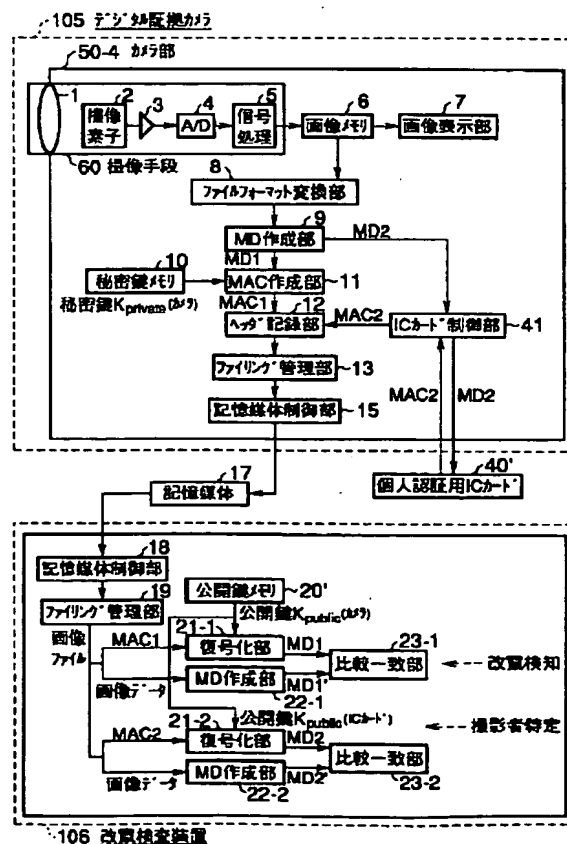 105 デジタル証拠カメラ
50-4 カメラ部
1
2
3
4
5
6
7
撮像素子
A/D
信号処理
画像メモリ
画像表示部
60 撮像手段
8
ファイルフォーマット変換部
9
MD作成部
MD2
10
MD1
秘密鍵メモリ
MAC作成部
11
秘密鍵Kprivate(カメラ)
MAC1
12
ヘッダ記録部
MAC2
ICカード制御部
41
ファイリング管理部
13
記憶媒体制御部
15
MAC2
MD2
17
記憶媒体
40'
個人認証用ICカード
18
記憶媒体制御部
19
ファイリング管理部
公開鍵メモリ
20'
公開鍵Kpublic(カメラ)
画像ファイル
MAC1
21-1
復号化部
MD1
23-1
比較一致部
改竄検知
画像データ
MD作成部
MD1'
22-1
公開鍵Kpublic(ICカード)
撮影者特定
21-2
MAC2
復号化部
MD2
比較一致部
画像データ
MD作成部
MD2'
22-2
23-2
106 改竄検査装置